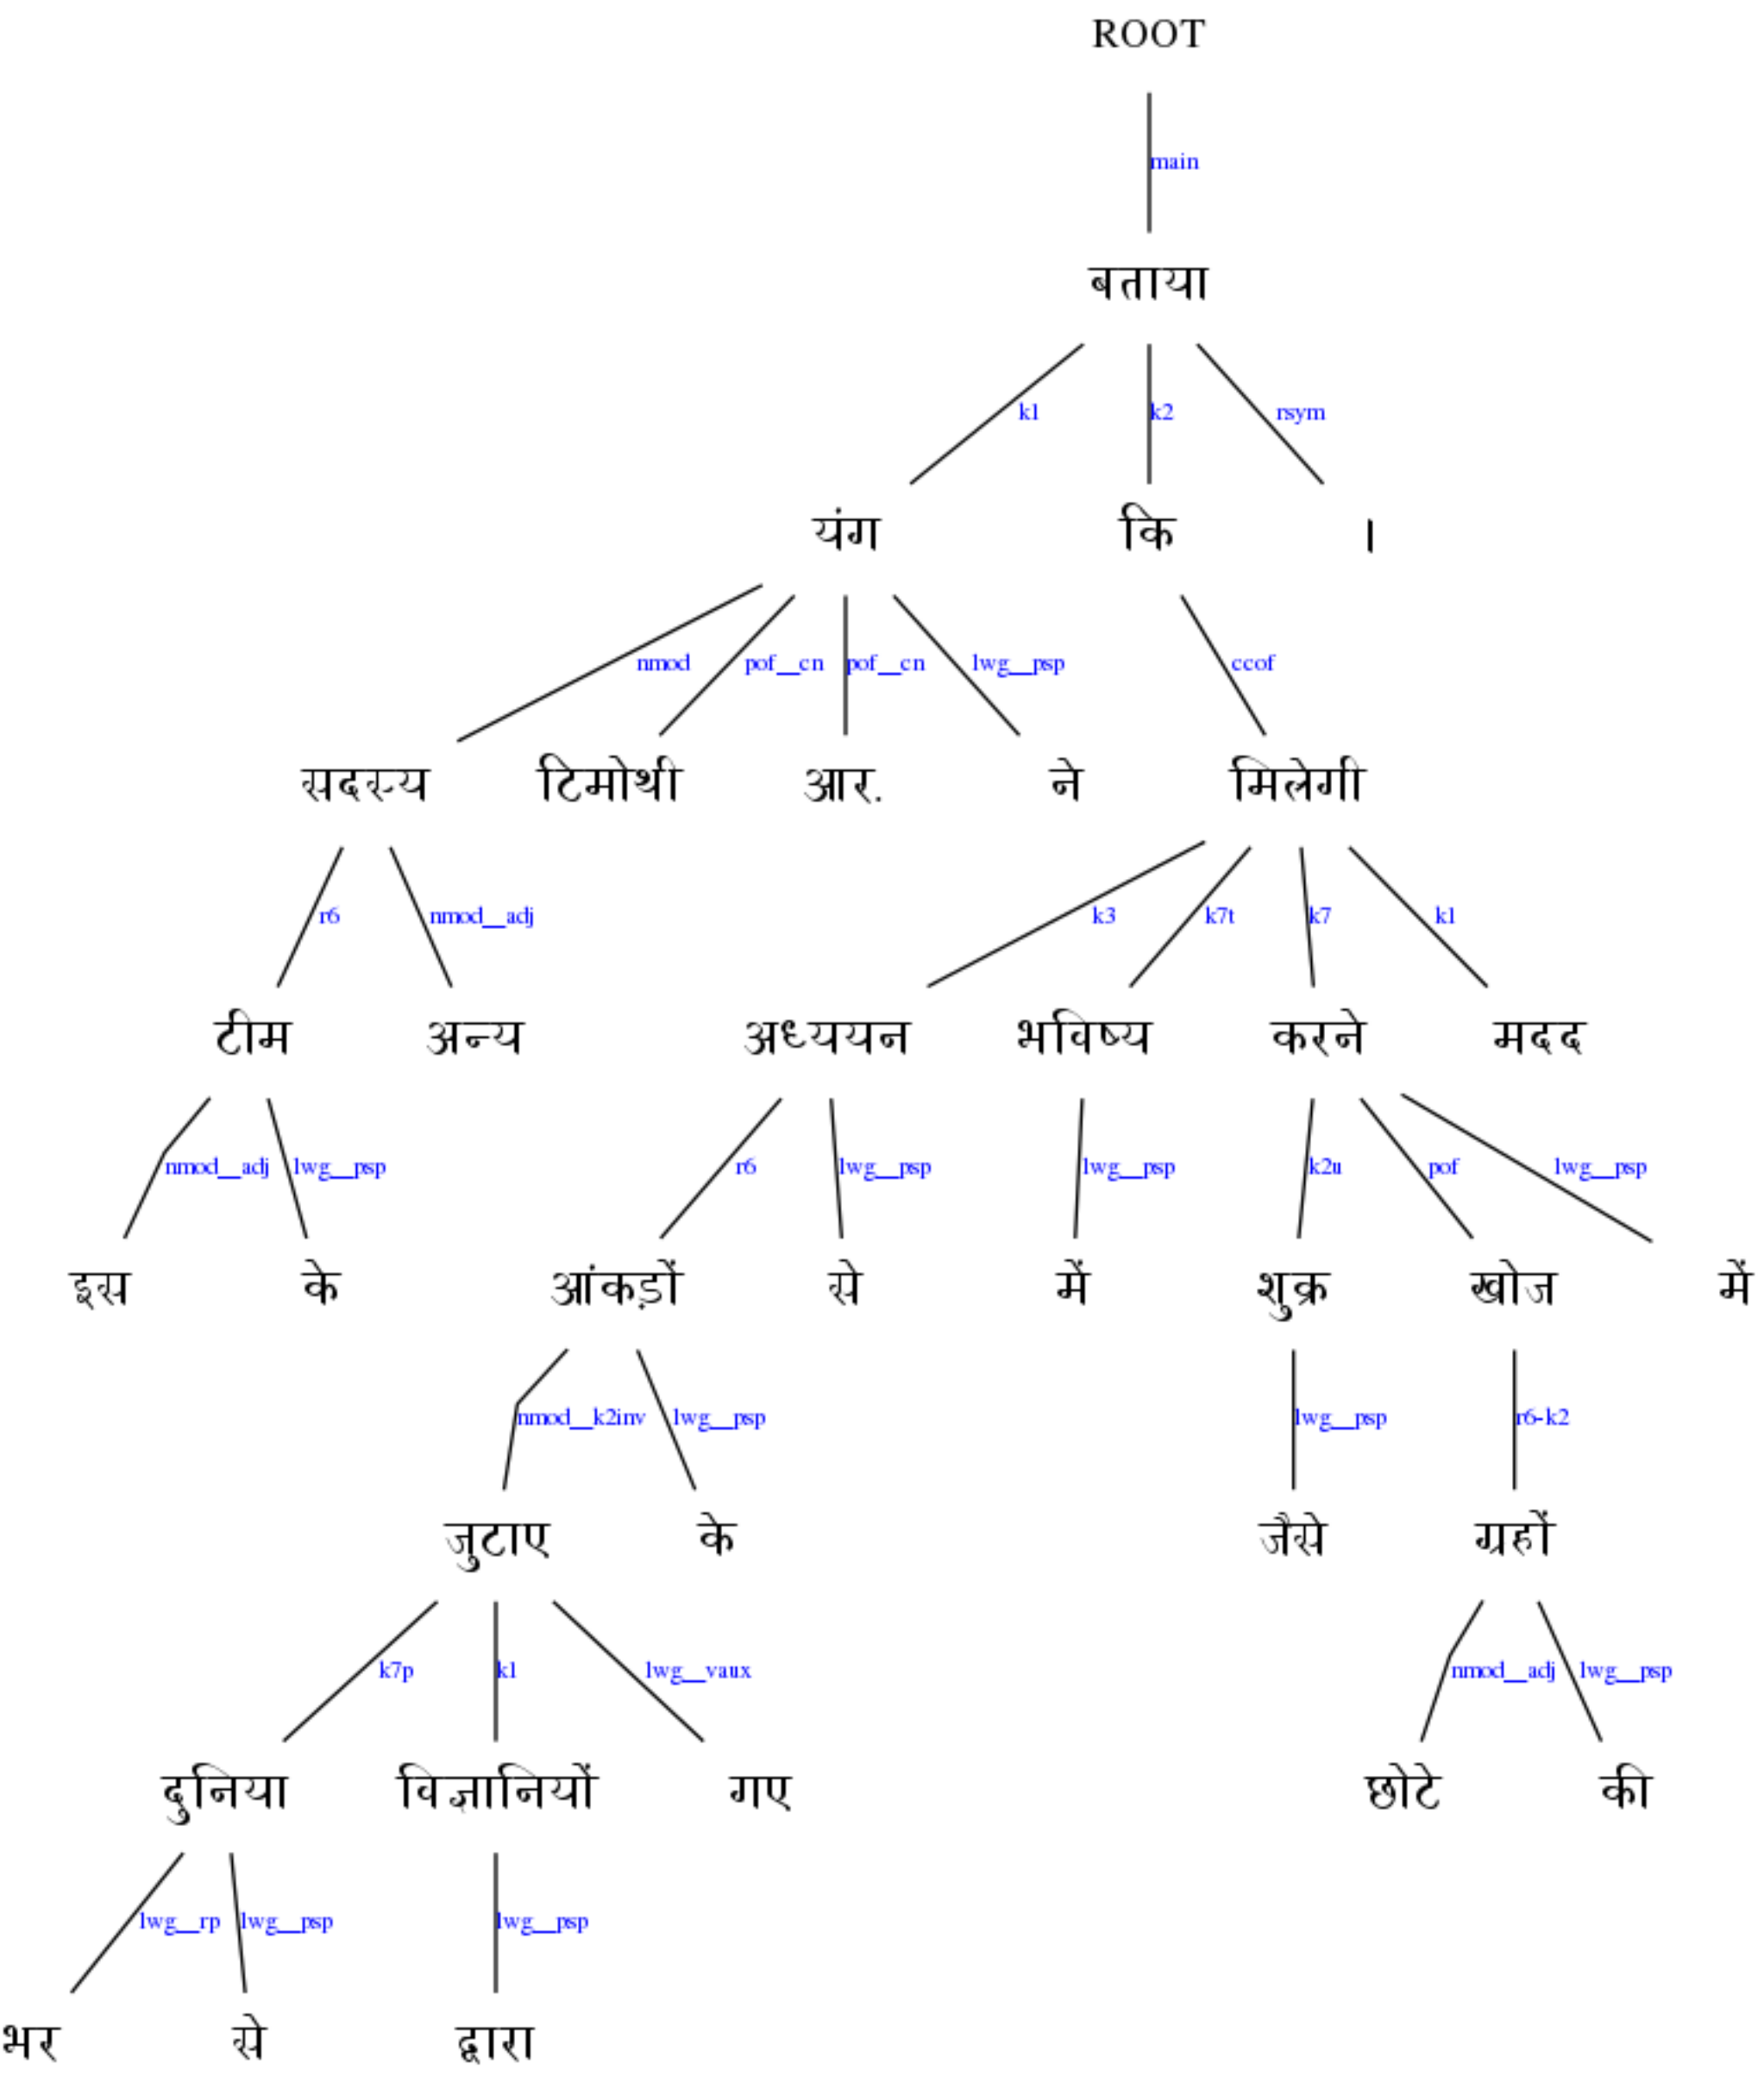 ROOT
main
बताया
k1 k2 rsym
यंग कि ।
nmod pof__cn pof__cn lwg__psp ccof
सदस्य टिमोथी आर. ने मिलेगी
r6 nmod__adj k3 k7t k7 k1
टीम अन्य अध्ययन भविष्य करने मदद
nmod__adj lwg__psp r6 lwg__psp lwg__psp k2u pof lwg__psp
इस के आंकड़ों से में शुक्र खोज में
nmod__k2inv lwg__psp lwg__psp r6-k2
जुटाए के जैसे ग्रहों
k7p k1 lwg__vaux nmod__adj lwg__psp
दुनिया विज्ञानियों गए छोटे की
lwg__rp lwg__psp lwg__psp
भर से द्वारा